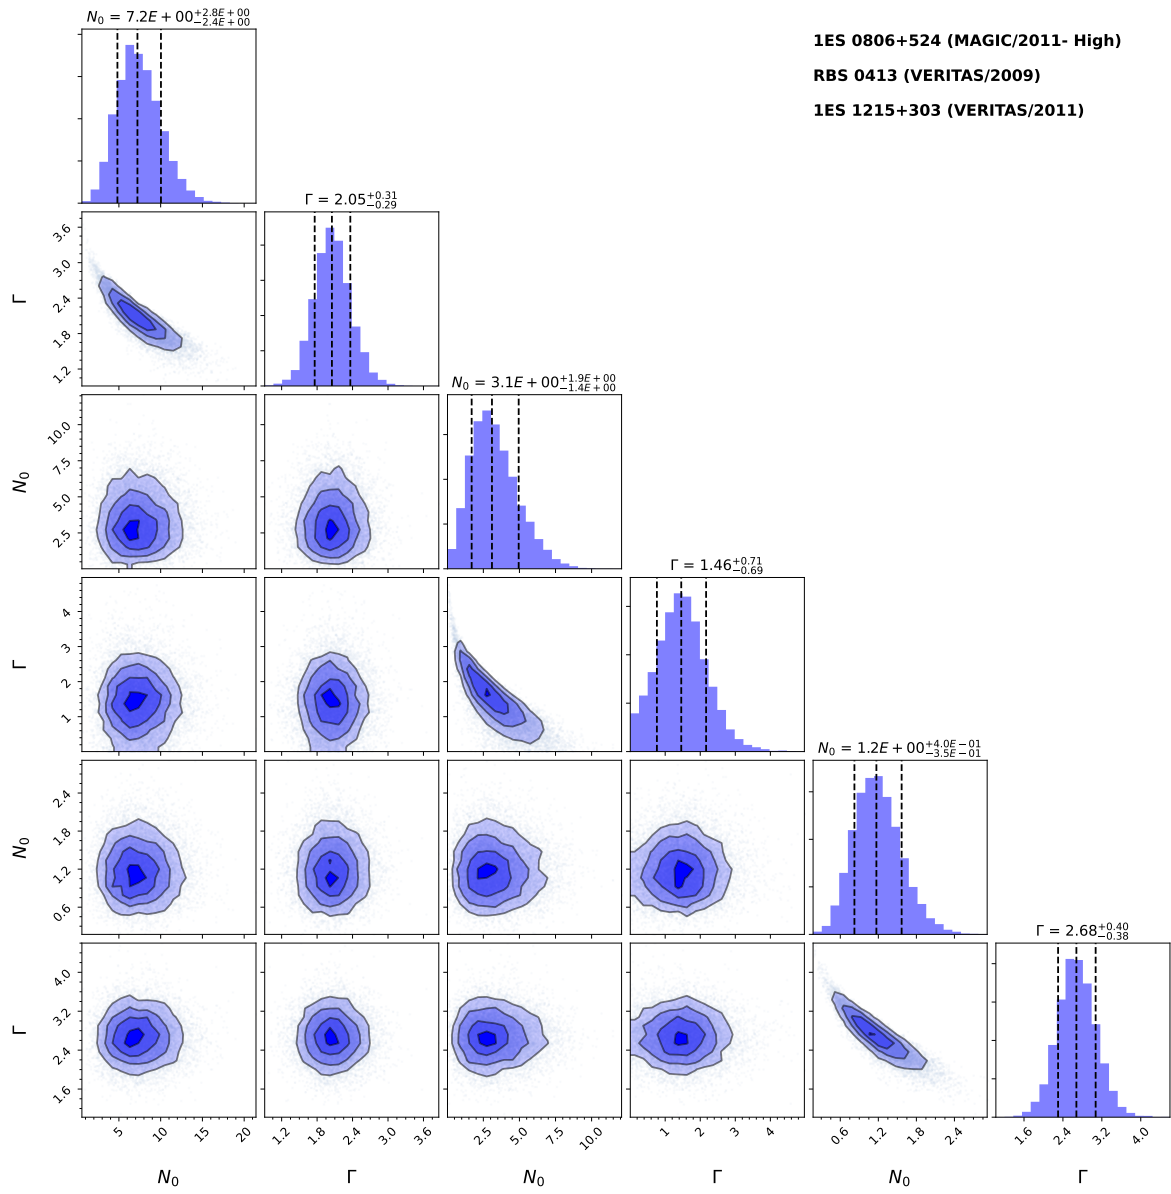 N₀ = 7.2E + 00 +2.8E+00 −2.4E+00
1ES 0806+524 (MAGIC/2011- High)
RBS 0413 (VERITAS/2009)
1ES 1215+303 (VERITAS/2011)
Γ = 2.05 +0.31 −0.29
Γ
3.6
3.0
2.4
1.8
1.2
N₀ = 3.1E + 00 +1.9E+00 −1.4E+00
N₀
10.0
7.5
5.0
2.5
Γ = 1.46 +0.71 −0.69
Γ
4
3
2
1
N₀ = 1.2E + 00 +4.0E−01 −3.5E−01
N₀
2.4
1.8
1.2
0.6
Γ = 2.68 +0.40 −0.38
Γ
4.0
3.2
2.4
1.6
5 10 15 20 1.2 1.8 2.4 3.0 3.6 2.5 5.0 7.5 10.0 1 2 3 4 0.6 1.2 1.8 2.4 1.6 2.4 3.2 4.0
N₀ Γ N₀ Γ N₀ Γ